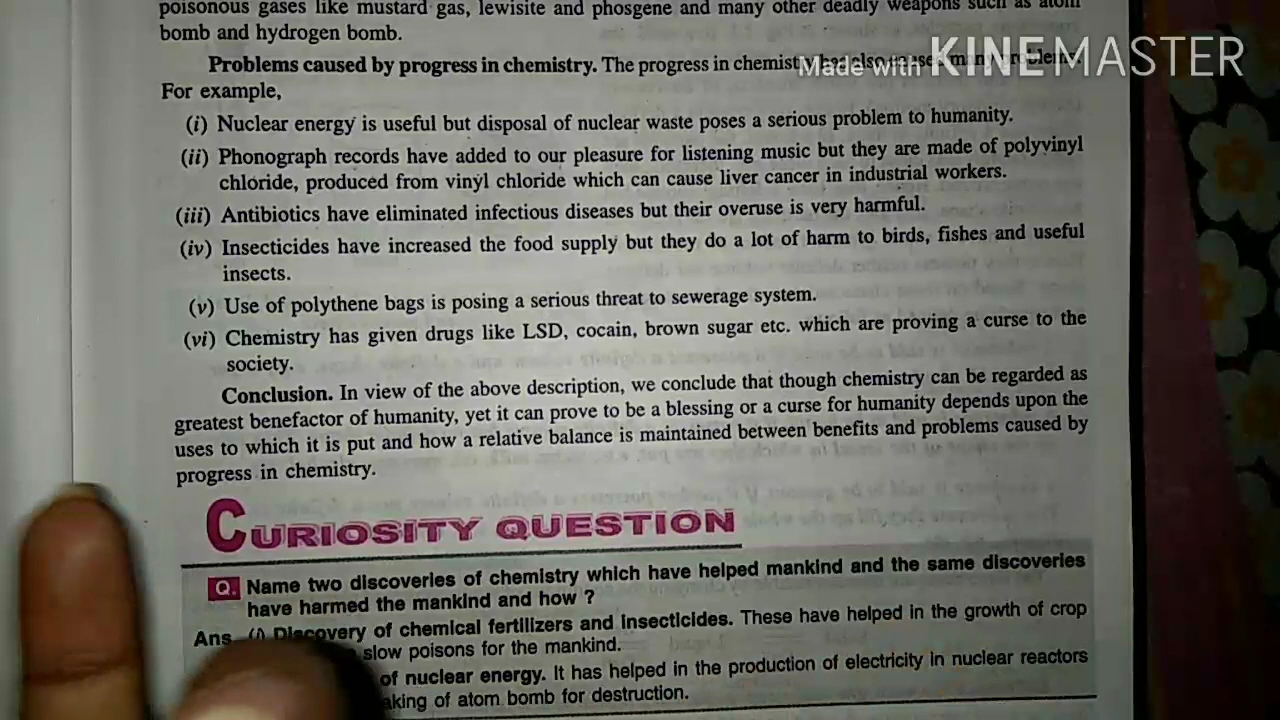 poisonous gases like mustard gas, lewisite and phosgene and many other deadly weapons such as atom
bomb and hydrogen bomb.
Problems caused by progress in chemistry. The progress in chemistry has also
Made with KINEMASTER
For example,
(i) Nuclear energy is useful but disposal of nuclear waste poses a serious problem to humanity.
(ii) Phonograph records have added to our pleasure for listening music but they are made of polyvinyl
chloride, produced from vinyl chloride which can cause liver cancer in industrial workers.
(iii) Antibiotics have eliminated infectious diseases but their overuse is very harmful.
(iv) Insecticides have increased the food supply but they do a lot of harm to birds, fishes and useful
insects.
(v) Use of polythene bags is posing a serious threat to sewerage system.
(vi) Chemistry has given drugs like LSD, cocain, brown sugar etc. which are proving a curse to the
society.
Conclusion. In view of the above description, we conclude that though chemistry can be regarded as
greatest benefactor of humanity, yet it can prove to be a blessing or a curse for humanity depends upon the
uses to which it is put and how a relative balance is maintained between benefits and problems caused by
progress in chemistry.
CURIOSITY QUESTION
Q. Name two discoveries of chemistry which have helped mankind and the same discoveries
have harmed the mankind and how ?
Ans (i) Discovery of chemical fertilizers and insecticides. These have helped in the growth of crop
slow poisons for the mankind.
of nuclear energy. It has helped in the production of electricity in nuclear reactors
of atom bomb for destruction.